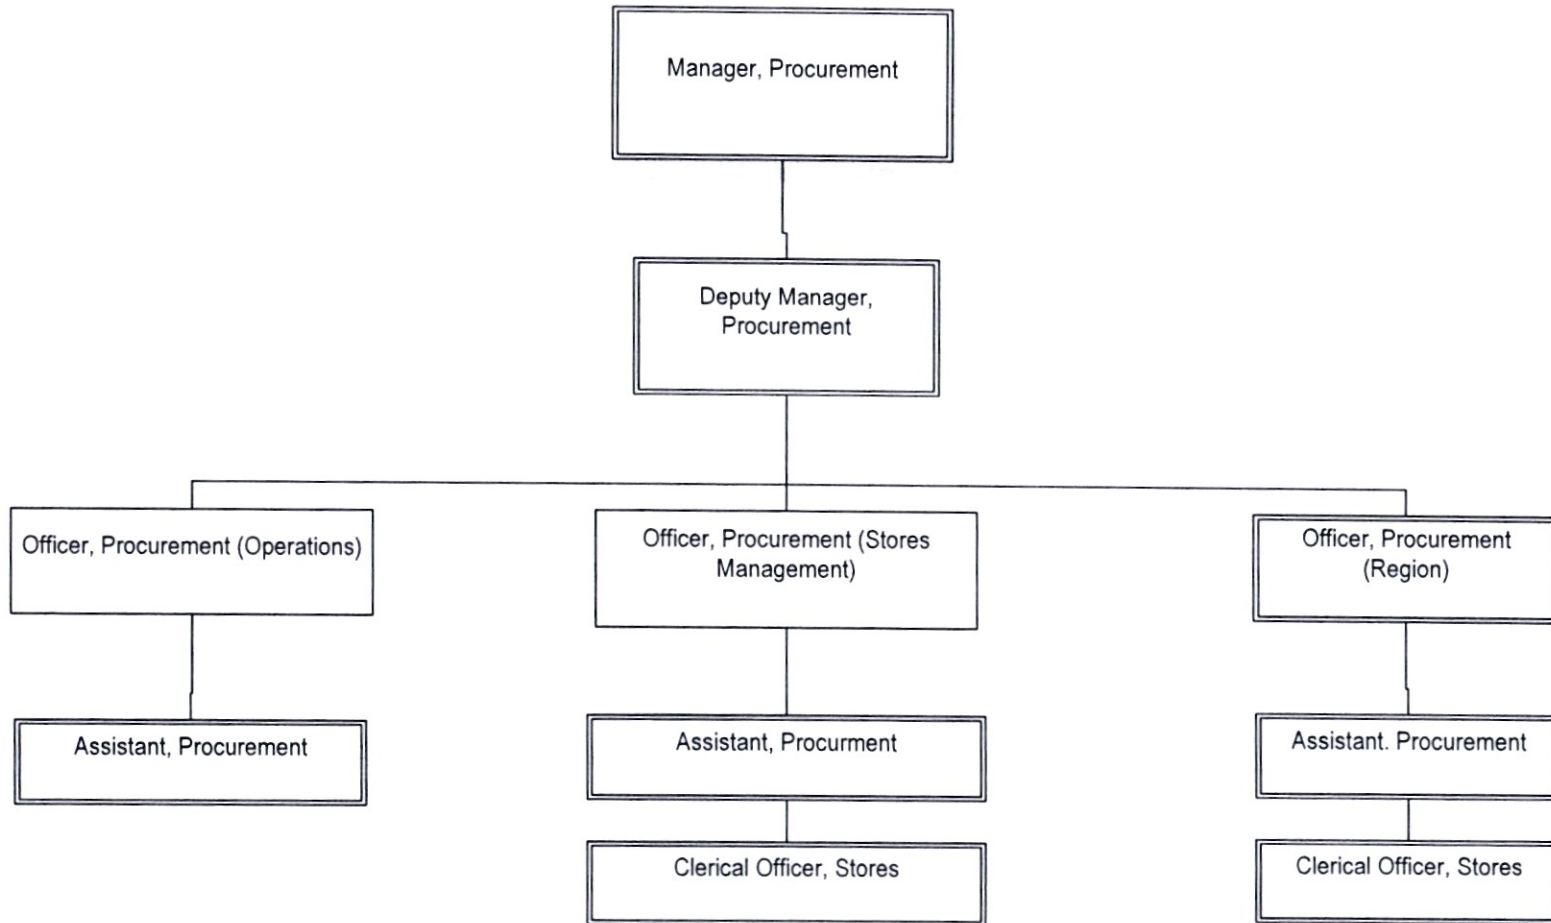 Manager, Procurement
Deputy Manager,
Procurement
Officer, Procurement (Operations)
Officer, Procurement (Stores
Management)
Officer, Procurement
(Region)
Assistant, Procurement
Assistant, Procurment
Assistant. Procurement
Clerical Officer, Stores
Clerical Officer, Stores